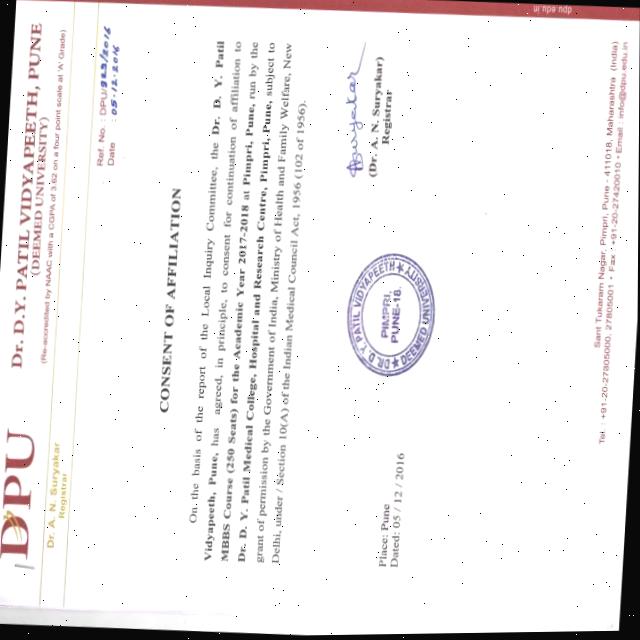 DPU
Dr. D.Y. PATIL VIDYAPEETH, PUNE
(DEEMED UNIVERSITY)
(Re-accredited by NAAC with a CGPA of 3.62 on a four point scale at 'A' Grade)
Dr. A. N. Suryakar
Registrar
Ref. No. : DPU/923/2016
Date : 05-12-2016
CONSENT OF AFFILIATION
On the basis of the report of the Local Inquiry Committee, the Dr. D. Y. Patil
Vidyapeeth, Pune, has agreed, in principle, to consent for continuation of affiliation to
MBBS Course (250 Seats) for the Academic Year 2017-2018 at Pimpri, Pune, run by the
Dr. D. Y. Patil Medical College, Hospital and Research Centre, Pimpri, Pune, subject to
grant of permission by the Government of India, Ministry of Health and Family Welfare, New
Delhi, under / Section 10(A) of the Indian Medical Council Act, 1956 (102 of 1956).
Suryakar
(Dr. A. N. Suryakar)
Registrar
DR. D. Y. PATIL VIDYAPEETH
DEEMED UNIVERSITY
PIMPRI,
PUNE-18.
Place: Pune
Dated: 05 / 12 / 2016
Sant Tukaram Nagar, Pimpri, Pune - 411018, Maharashtra (India)
Tel : +91-20-27805000, 27805001 • Fax : +91-20-27420010 • Email : info@dpu.edu.in
dpu.edu.in